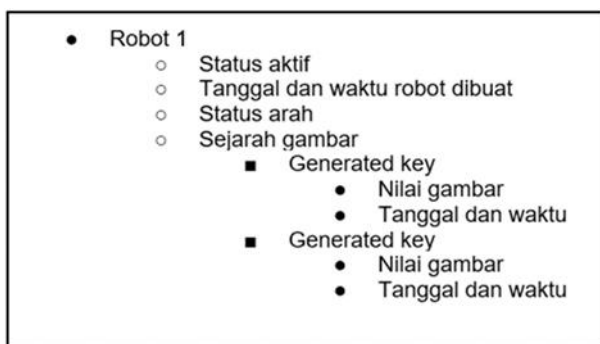 ● Robot 1
○ Status aktif
○ Tanggal dan waktu robot dibuat
○ Status arah
○ Sejarah gambar
■ Generated key
● Nilai gambar
● Tanggal dan waktu
■ Generated key
● Nilai gambar
● Tanggal dan waktu